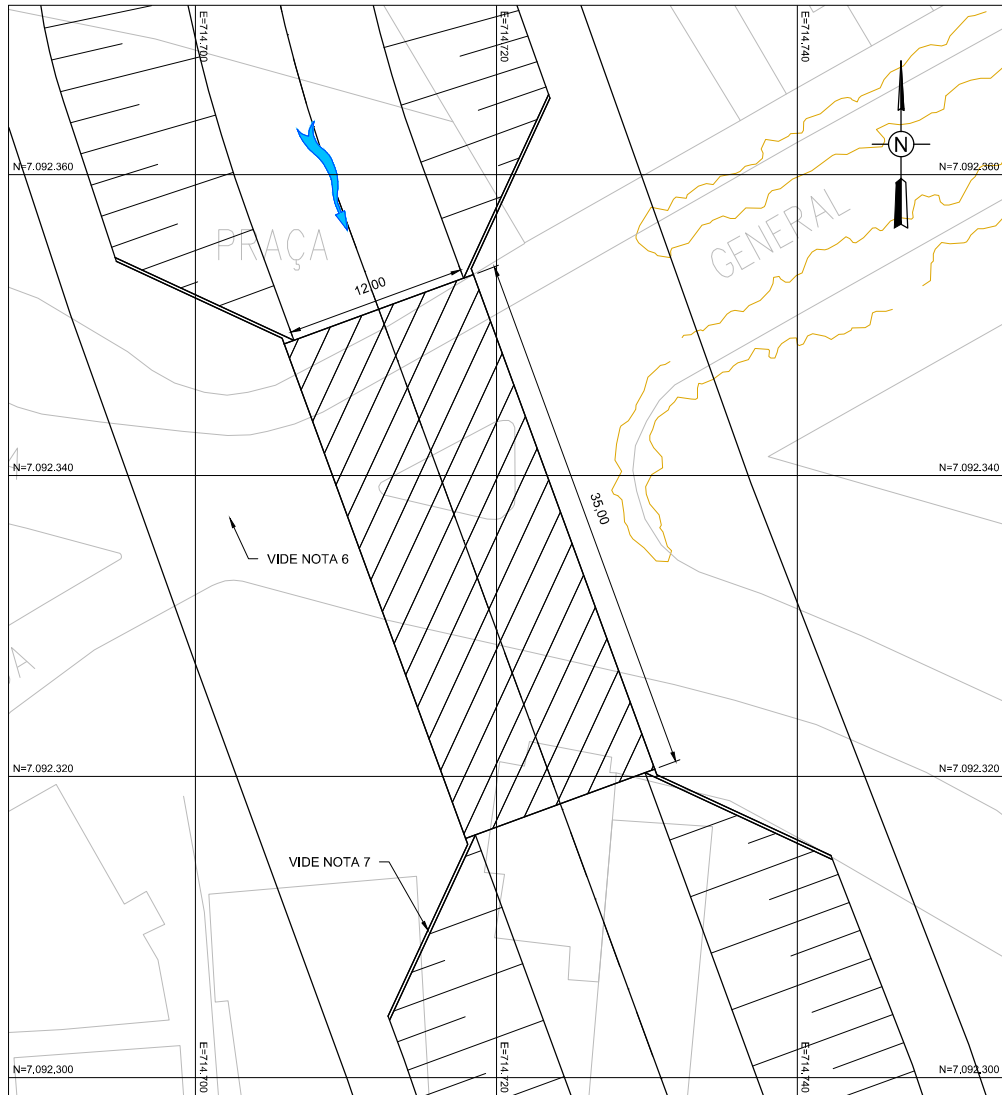 E=714.700
E=714.720
E=714.740
N=7.092.360
N=7.092.360
N
PRAÇA
GENERAL
12,00
35,00
N=7.092.340
N=7.092.340
VIDE NOTA 6
N=7.092.320
N=7.092.320
VIDE NOTA 7
E=714.700
E=714.720
E=714.740
N=7.092.300
N=7.092.300